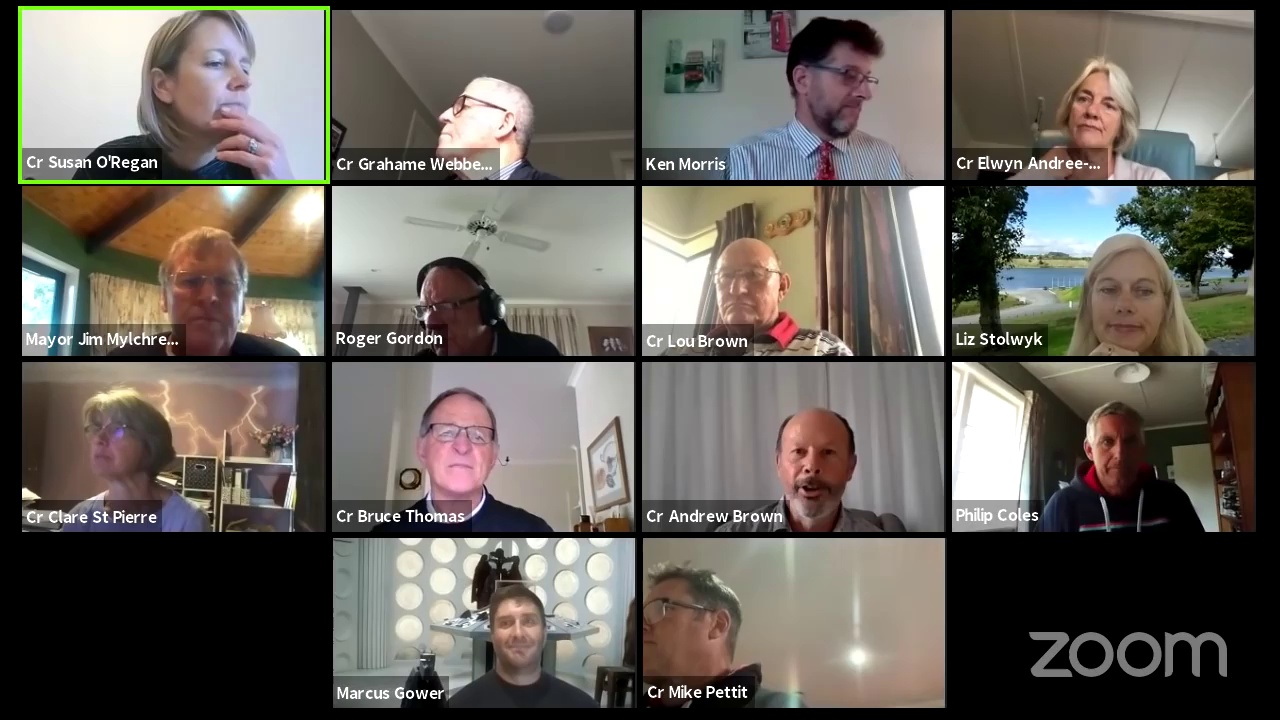 Cr Susan O'Regan
Cr Grahame Webbe...
Ken Morris
Cr Elwyn Andree-...
Mayor Jim Mylchre...
Roger Gordon
Cr Lou Brown
Liz Stolwyk
Cr Clare St Pierre
Cr Bruce Thomas
Cr Andrew Brown
Philip Coles
Marcus Gower
Cr Mike Pettit
zoom